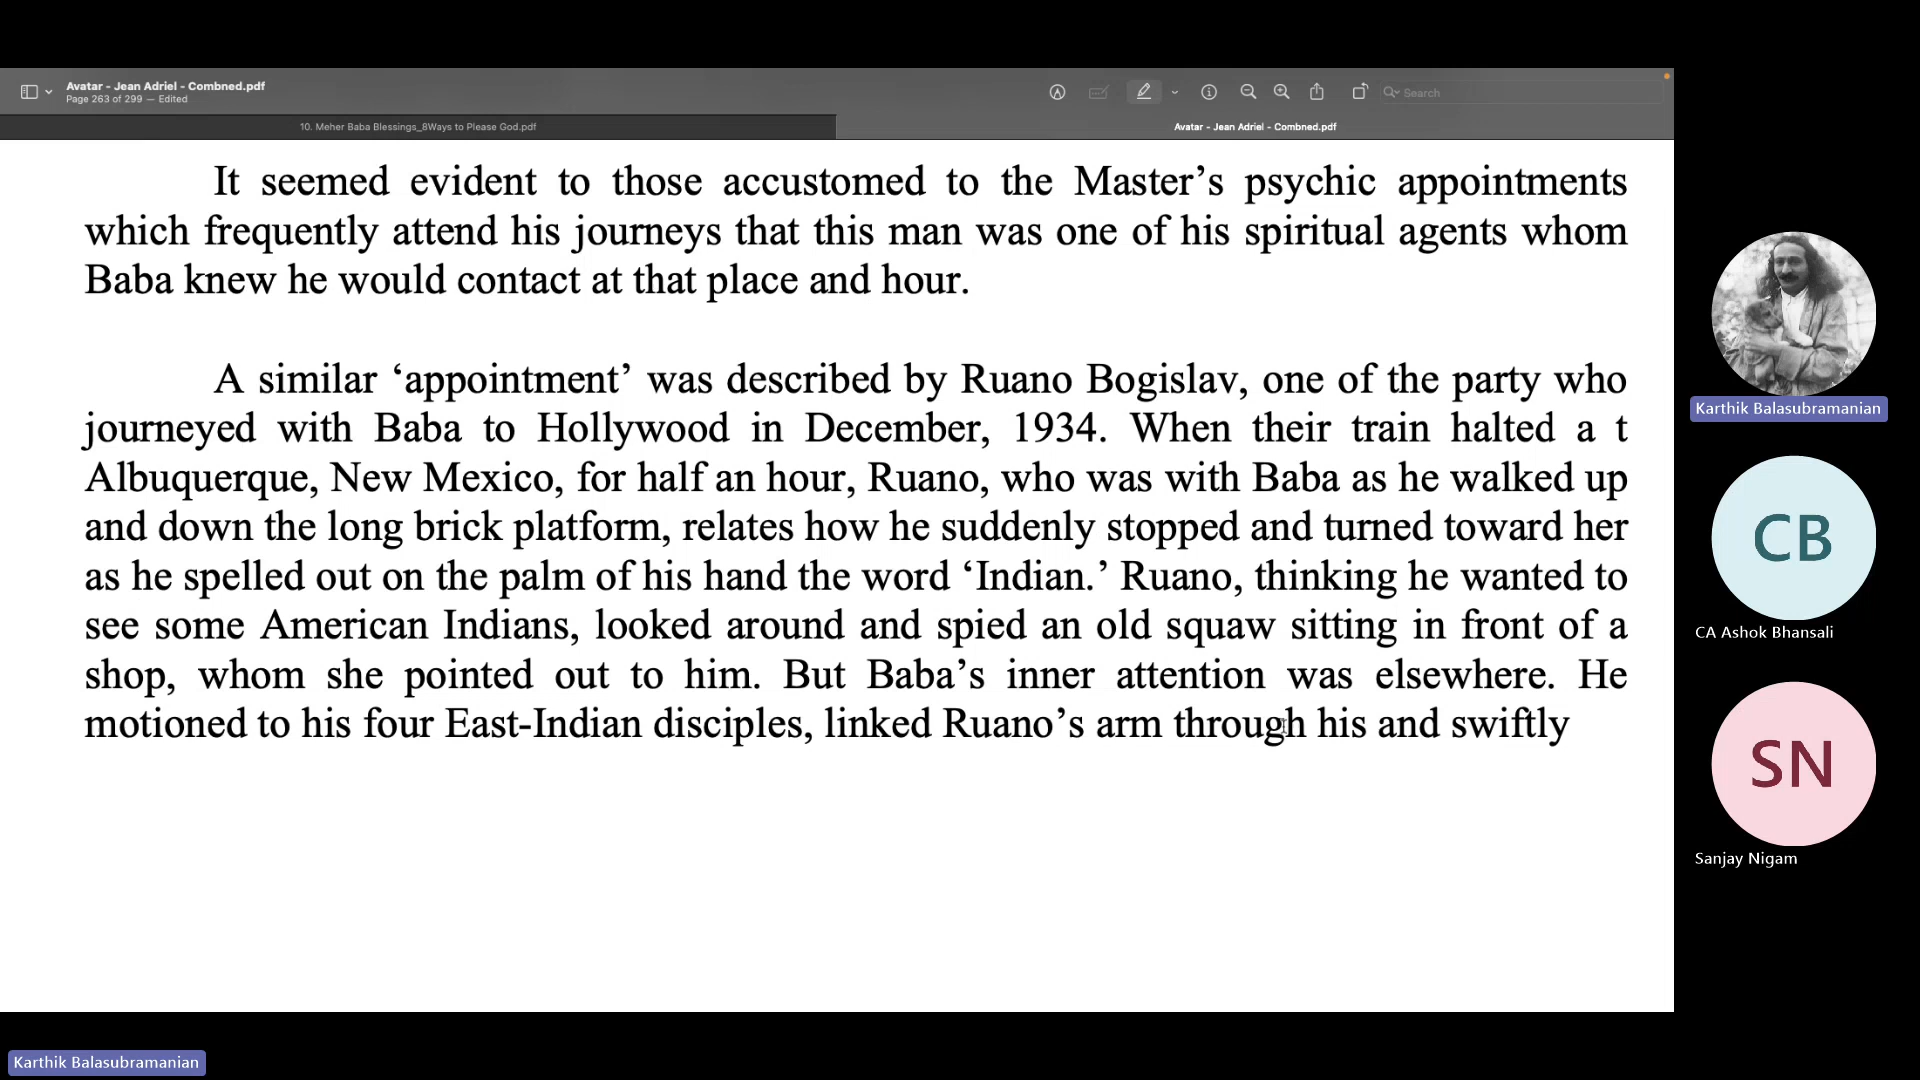 Avatar - Jean Adriel - Combned.pdf
Page 263 of 299 — Edited
Search
10. Meher Baba Blessings_8Ways to Please God.pdf
Avatar - Jean Adriel - Combned.pdf
It seemed evident to those accustomed to the Master’s psychic appointments
which frequently attend his journeys that this man was one of his spiritual agents whom
Baba knew he would contact at that place and hour.
A similar ‘appointment’ was described by Ruano Bogislav, one of the party who
journeyed with Baba to Hollywood in December, 1934. When their train halted a t
Albuquerque, New Mexico, for half an hour, Ruano, who was with Baba as he walked up
and down the long brick platform, relates how he suddenly stopped and turned toward her
as he spelled out on the palm of his hand the word ‘Indian.’ Ruano, thinking he wanted to
see some American Indians, looked around and spied an old squaw sitting in front of a
shop, whom she pointed out to him. But Baba’s inner attention was elsewhere. He
motioned to his four East-Indian disciples, linked Ruano’s arm through his and swiftly
Karthik Balasubramanian
CB
CA Ashok Bhansali
SN
Sanjay Nigam
Karthik Balasubramanian